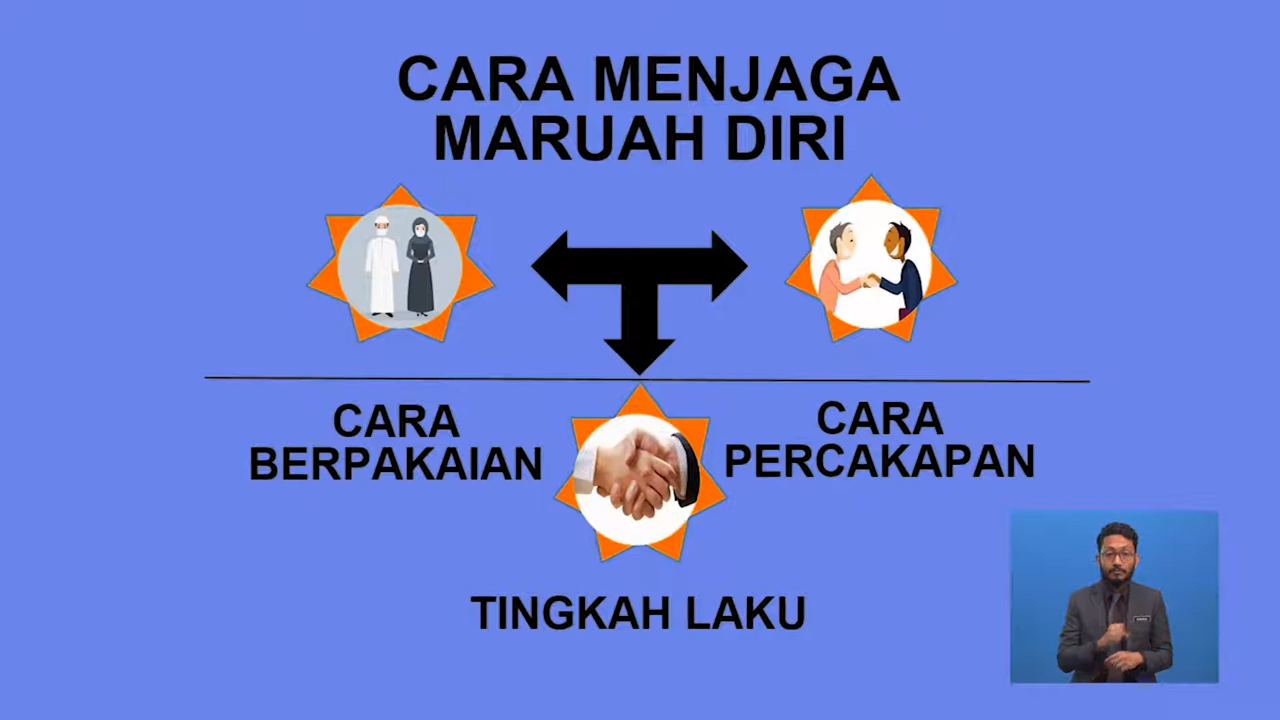 CARA MENJAGA
MARUAH DIRI
CARA
BERPAKAIAN
CARA
PERCAKAPAN
TINGKAH LAKU